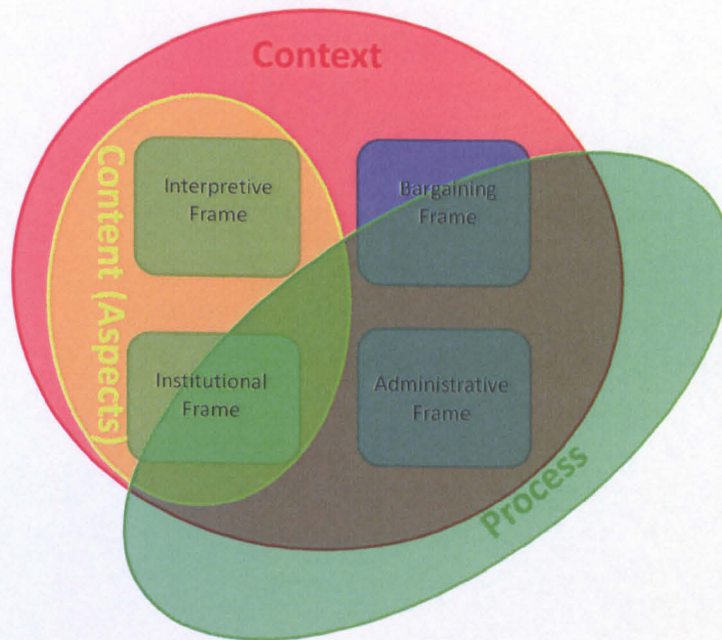 Context
Content (Aspects)
Interpretive
Frame
Bargaining
Frame
Institutional
Frame
Administrative
Frame
Process